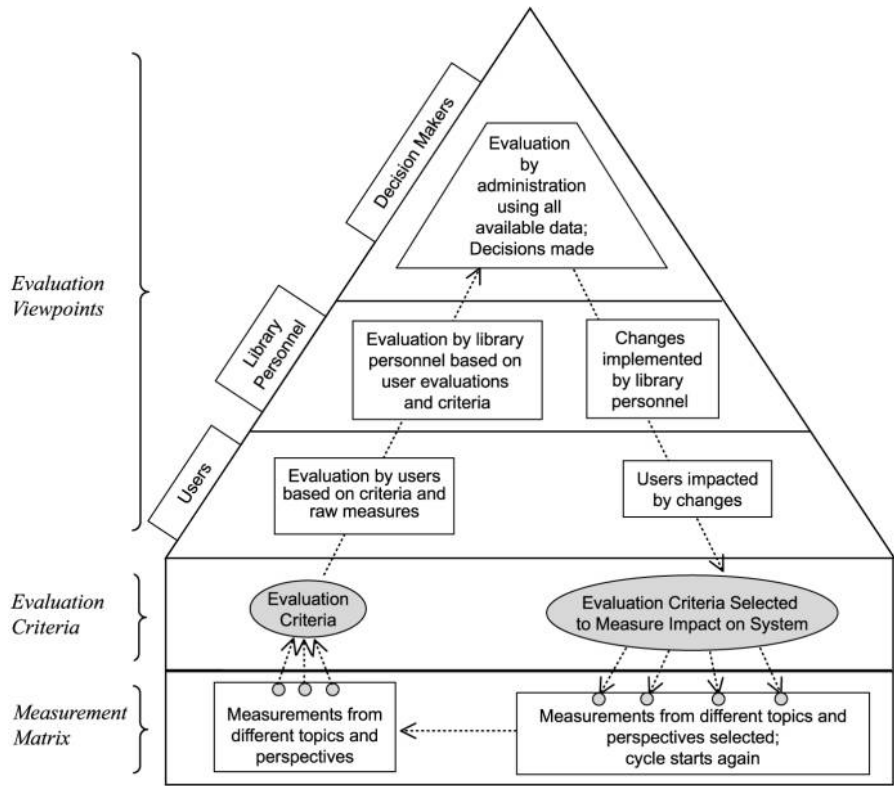 Decision Makers
Evaluation
by
administration
using all
available data;
Decisions made
Evaluation
Viewpoints
Library
Personnel
Evaluation by library
personnel based on
user evaluations
and criteria
Changes
implemented
by library
personnel
Users
Evaluation by users
based on criteria and
raw measures
Users impacted
by changes
Evaluation
Criteria
Evaluation
Criteria
Evaluation Criteria Selected
to Measure Impact on System
Measurement
Matrix
Measurements from
different topics and
perspectives
Measurements from different topics and
perspectives selected;
cycle starts again